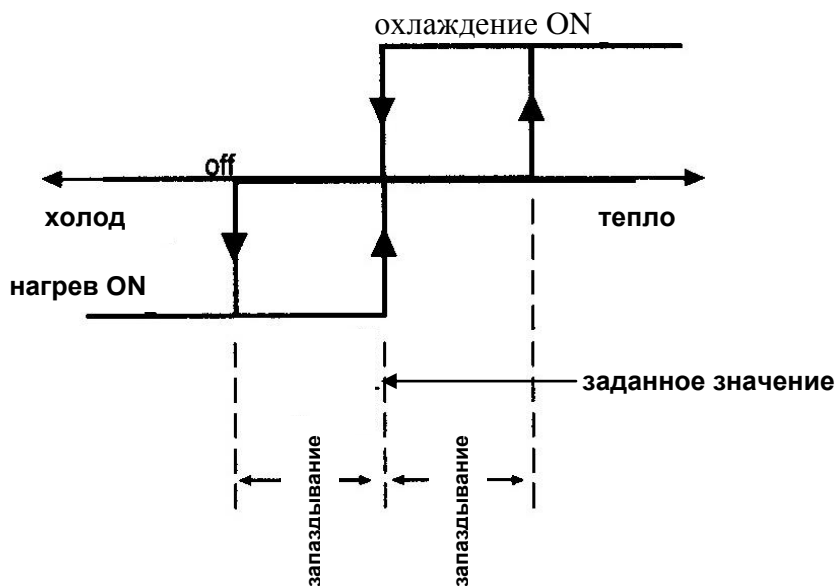 охлаждение ON
off
холод
тепло
нагрев ON
заданное значение
запаздывание
запаздывание